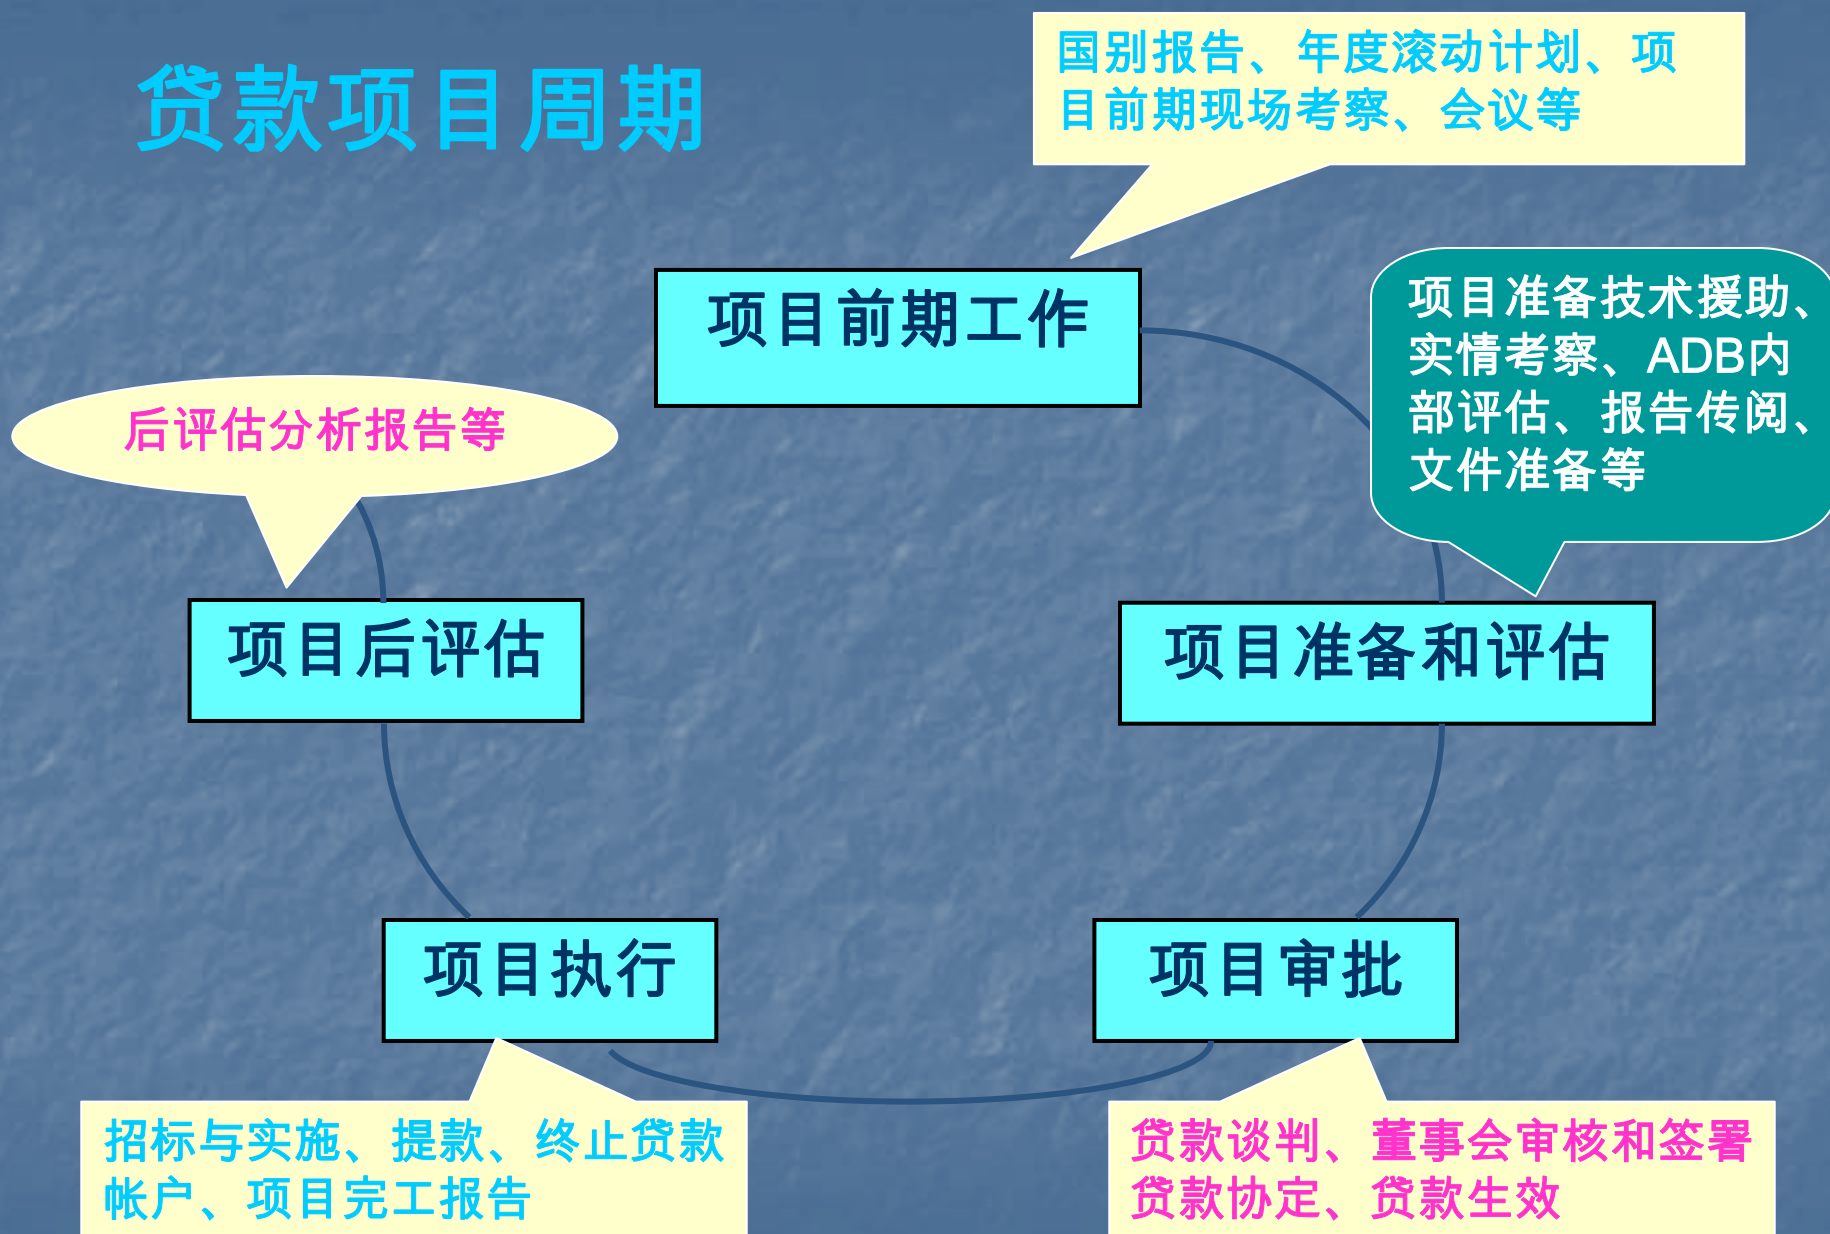 贷款项目周期
国别报告、年度滚动计划、项
目前期现场考察、会议等
项目前期工作
项目准备技术援助、
实情考察、ADB内
部评估、报告传阅、
文件准备等
后评估分析报告等
项目后评估
项目准备和评估
项目执行
项目审批
招标与实施、提款、终止贷款
帐户、项目完工报告
贷款谈判、董事会审核和签署
贷款协定、贷款生效